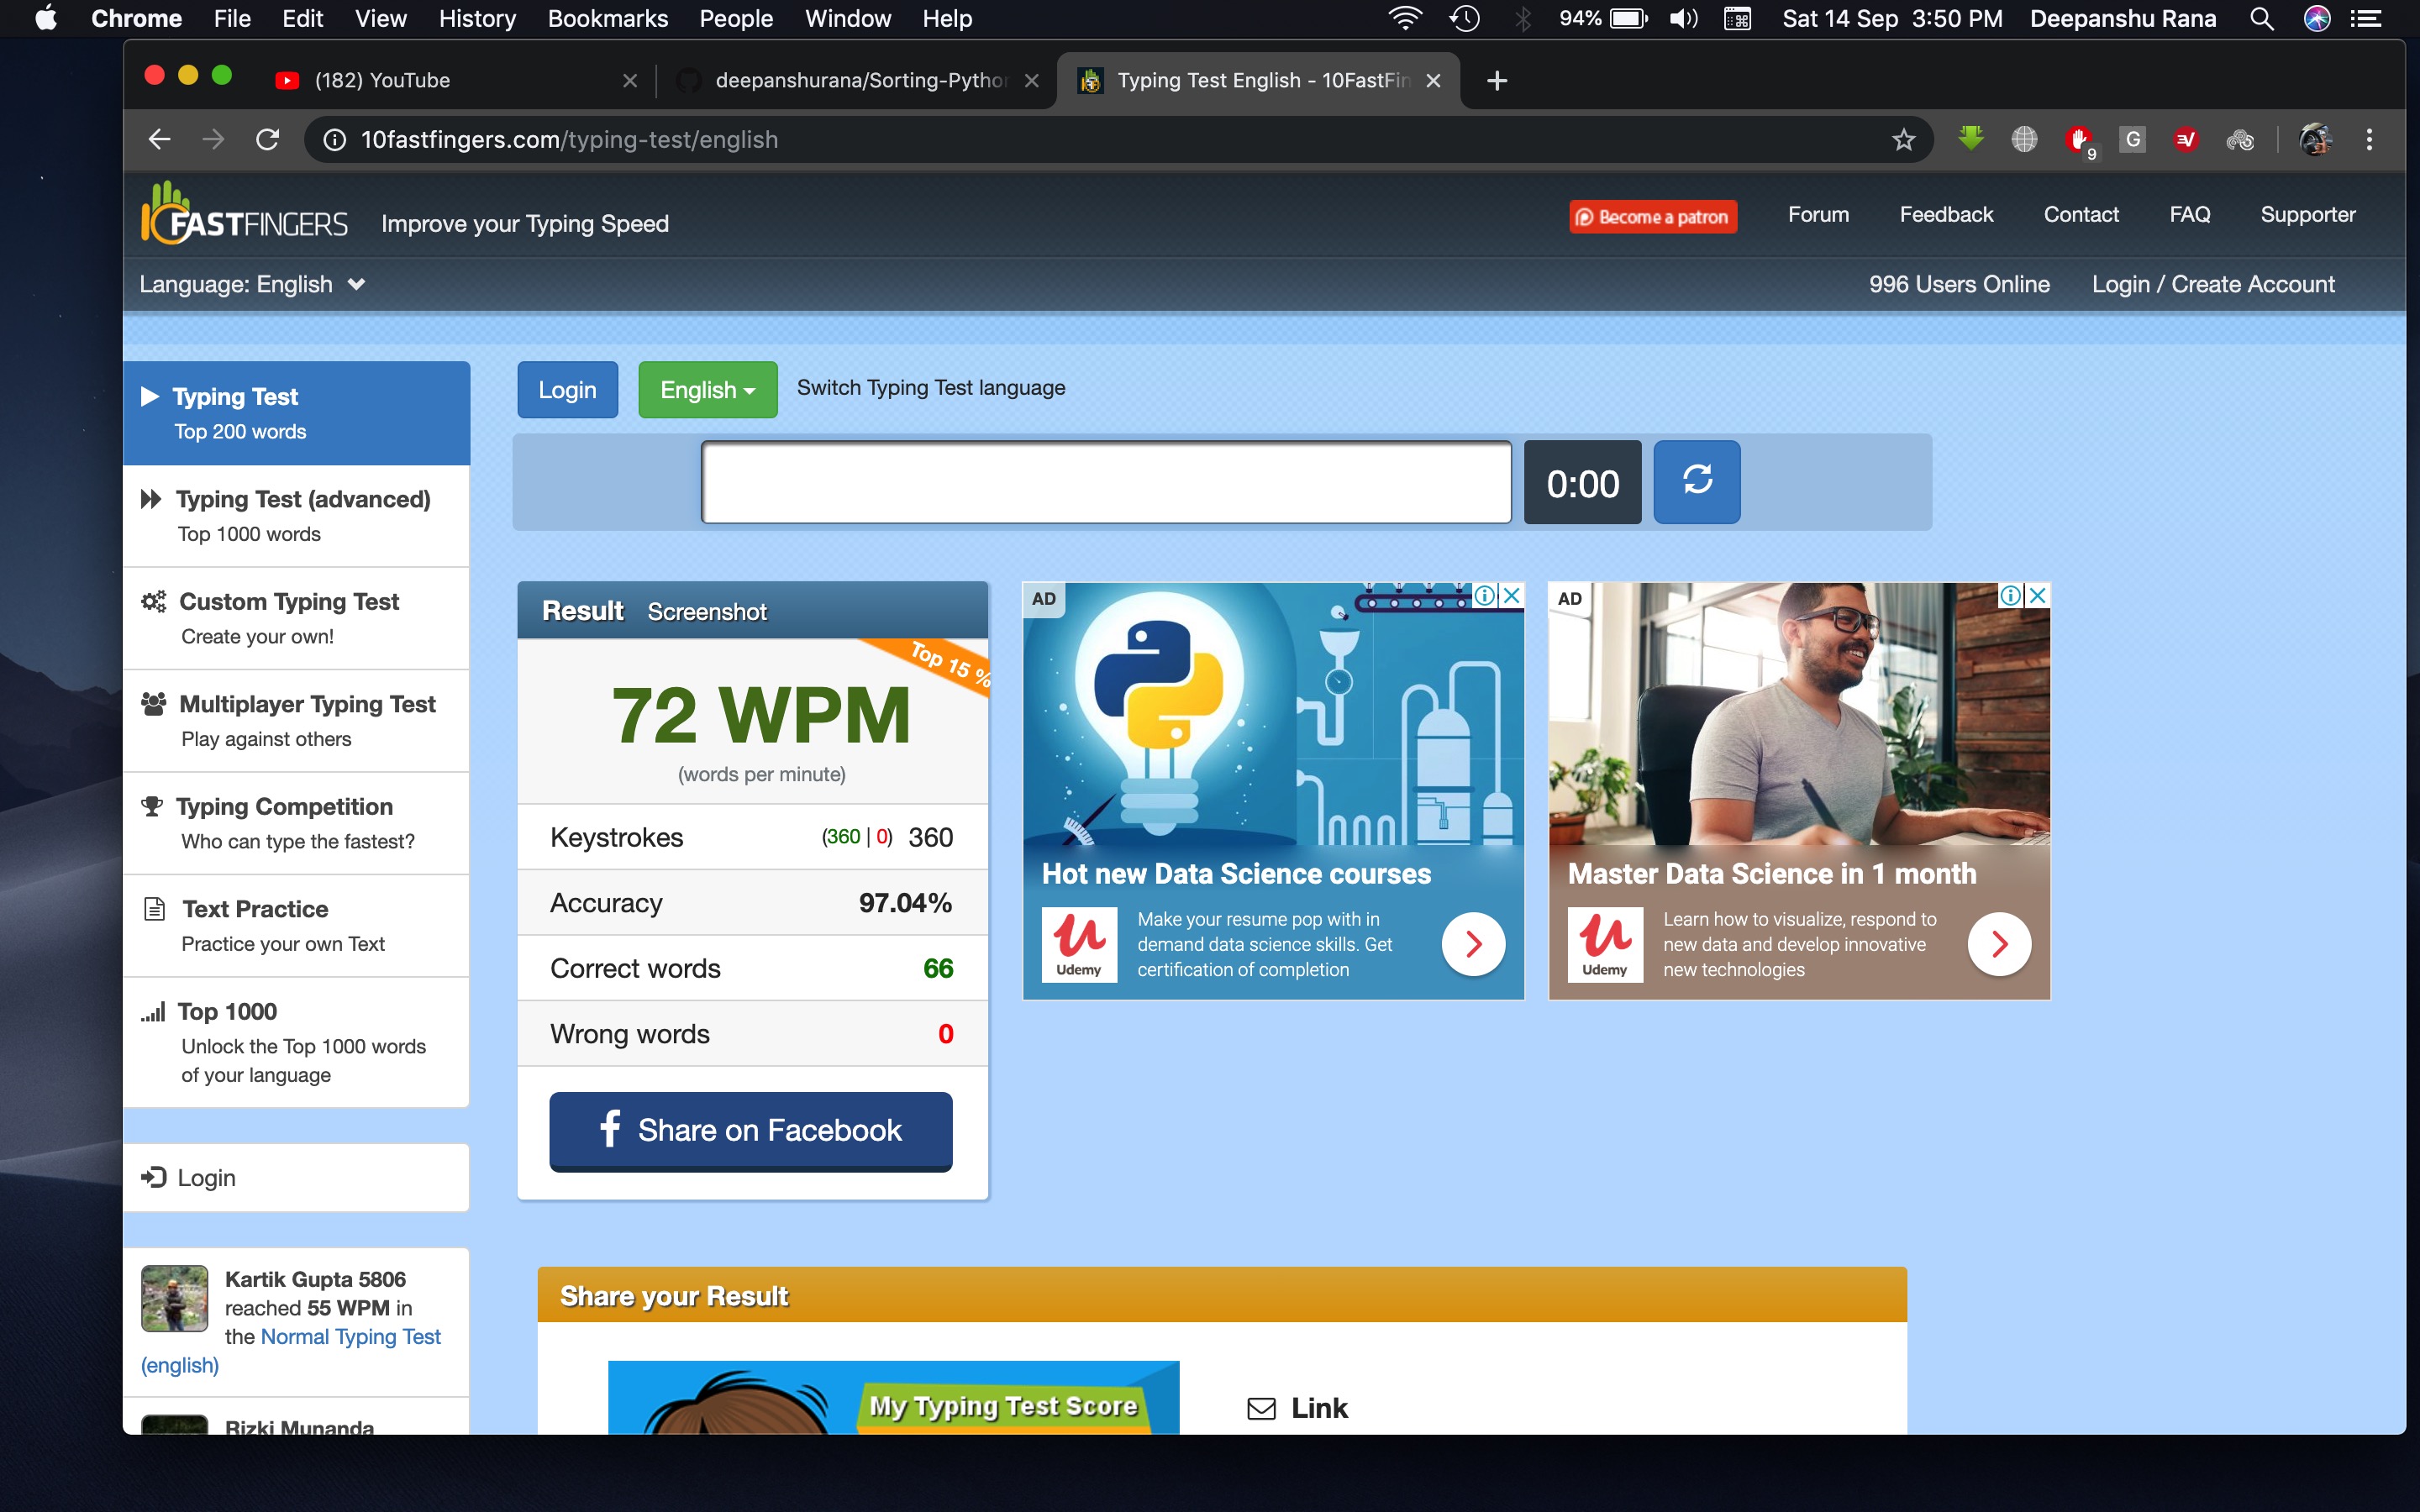 Chrome File Edit View History Bookmarks People Window Help 94% Sat 14 Sep 3:50 PM Deepanshu Rana
(182) YouTube deepanshurana/Sorting-Python Typing Test English - 10FastFin
10fastfingers.com/typing-test/english 9 G
10FASTFINGERS Improve your Typing Speed Become a patron Forum Feedback Contact FAQ Supporter
Language: English 996 Users Online Login / Create Account
Typing Test
Top 200 words
Typing Test (advanced)
Top 1000 words
Custom Typing Test
Create your own!
Multiplayer Typing Test
Play against others
Typing Competition
Who can type the fastest?
Text Practice
Practice your own Text
Top 1000
Unlock the Top 1000 words
of your language
Login
Kartik Gupta 5806
reached 55 WPM in
the Normal Typing Test
(english)
Rizki Munanda
Login English Switch Typing Test language
0:00
Result Screenshot
Top 15 %
72 WPM
(words per minute)
Keystrokes (360 | 0) 360
Accuracy 97.04%
Correct words 66
Wrong words 0
Share on Facebook
AD
Hot new Data Science courses
Udemy
Make your resume pop with in
demand data science skills. Get
certification of completion
AD
Master Data Science in 1 month
Udemy
Learn how to visualize, respond to
new data and develop innovative
new technologies
Share your Result
My Typing Test Score
Link